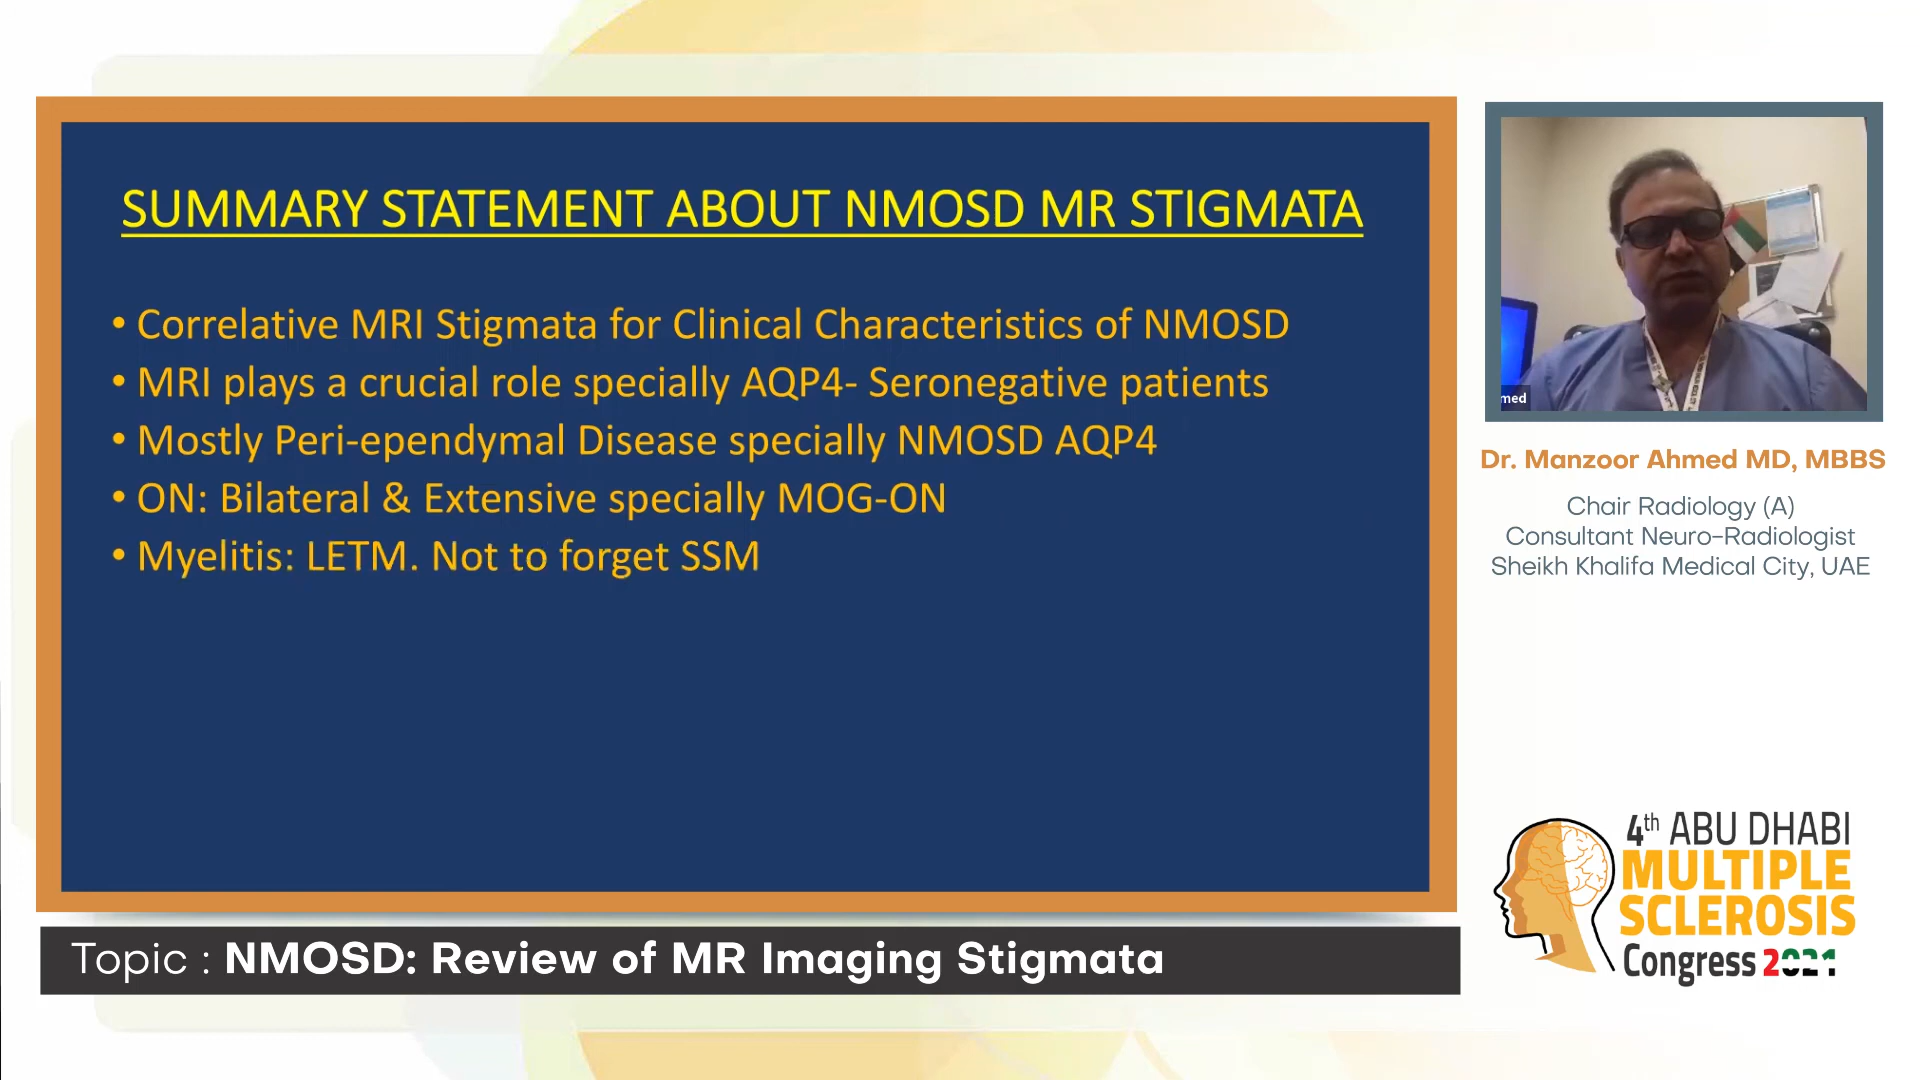 SUMMARY STATEMENT ABOUT NMOSD MR STIGMATA
• Correlative MRI Stigmata for Clinical Characteristics of NMOSD
• MRI plays a crucial role specially AQP4- Seronegative patients
• Mostly Peri-ependymal Disease specially NMOSD AQP4
• ON: Bilateral & Extensive specially MOG-ON
• Myelitis: LETM. Not to forget SSM
Topic : NMOSD: Review of MR Imaging Stigmata
med
Dr. Manzoor Ahmed MD, MBBS
Chair Radiology (A)
Consultant Neuro-Radiologist
Sheikh Khalifa Medical City, UAE
4th ABU DHABI
MULTIPLE
SCLEROSIS
Congress 2021